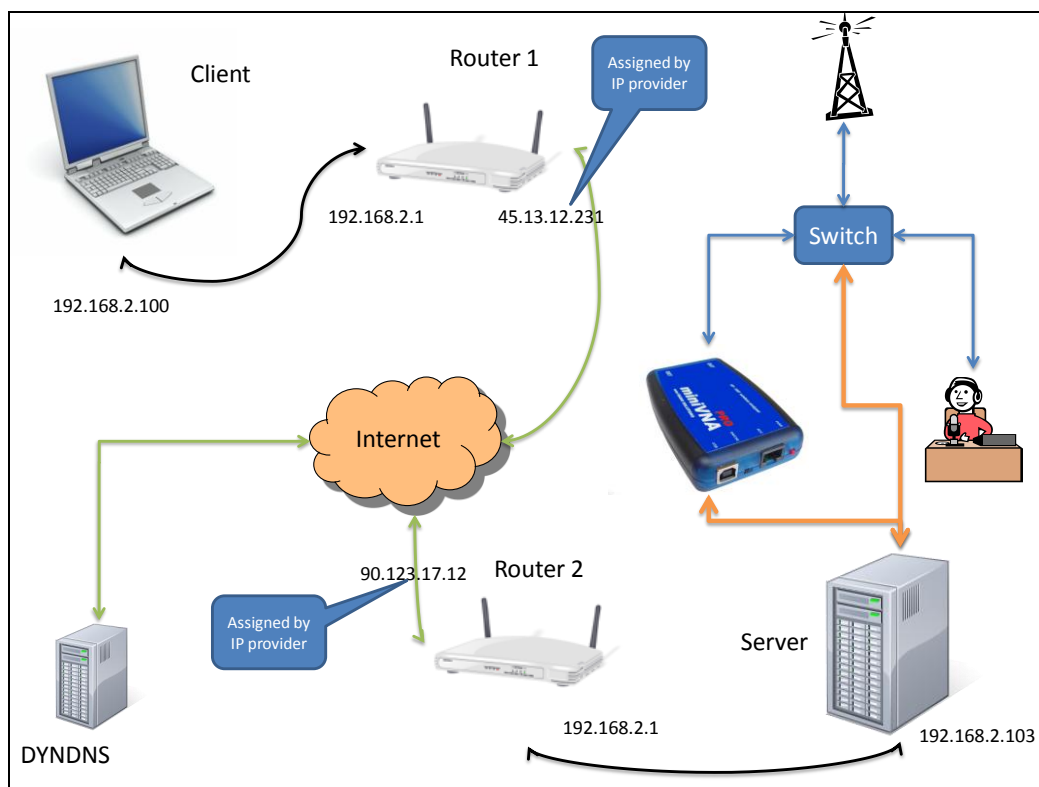 Client
Router 1
Assigned by
IP provider
192.168.2.1
45.13.12.231
192.168.2.100
Switch
miniVNA PRO
Internet
90.123.17.12
Router 2
Assigned by
IP provider
Server
192.168.2.1
192.168.2.103
DYNDNS